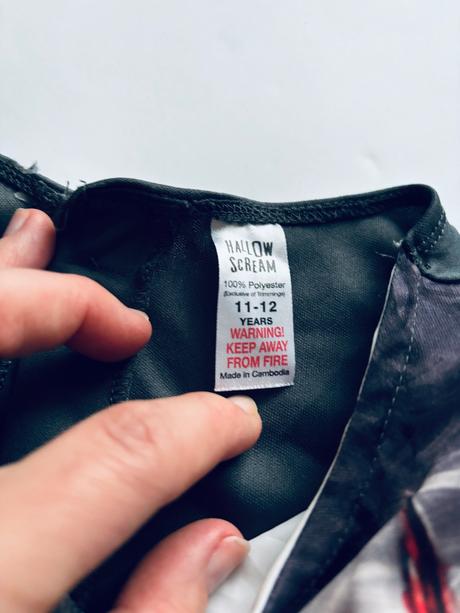 HALLOW
SCREAM
100% Polyester
(Exclusive of Trimmings)
11-12
YEARS
WARNING!
KEEP AWAY
FROM FIRE
Made in Cambodia